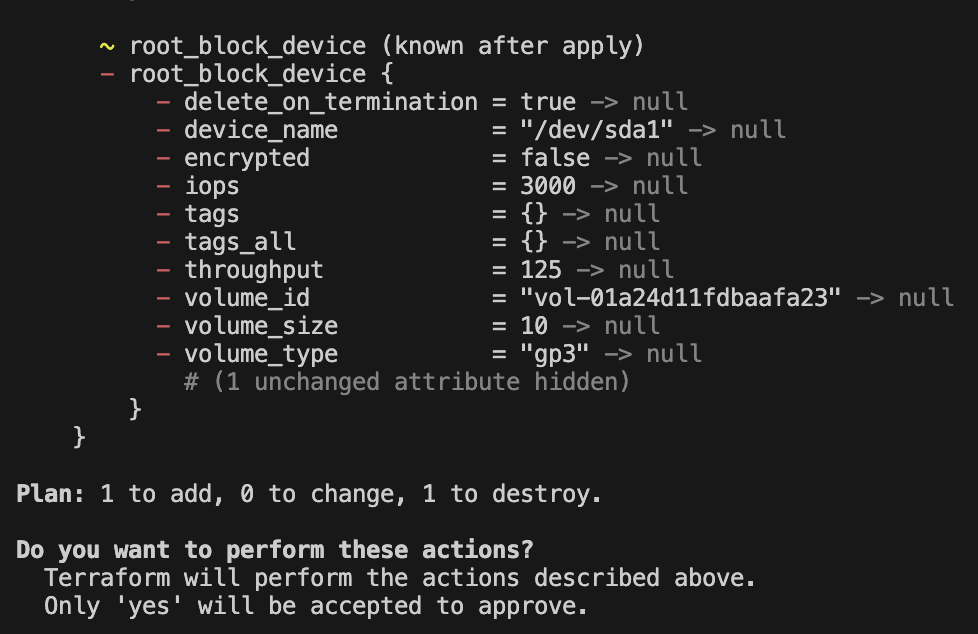 ~ root_block_device (known after apply)
- root_block_device {
- delete_on_termination = true -> null
- device_name = "/dev/sda1" -> null
- encrypted = false -> null
- iops = 3000 -> null
- tags = {} -> null
- tags_all = {} -> null
- throughput = 125 -> null
- volume_id = "vol-01a24d11fdbaafa23" -> null
- volume_size = 10 -> null
- volume_type = "gp3" -> null
# (1 unchanged attribute hidden)
}
}
Plan: 1 to add, 0 to change, 1 to destroy.
Do you want to perform these actions?
Terraform will perform the actions described above.
Only 'yes' will be accepted to approve.